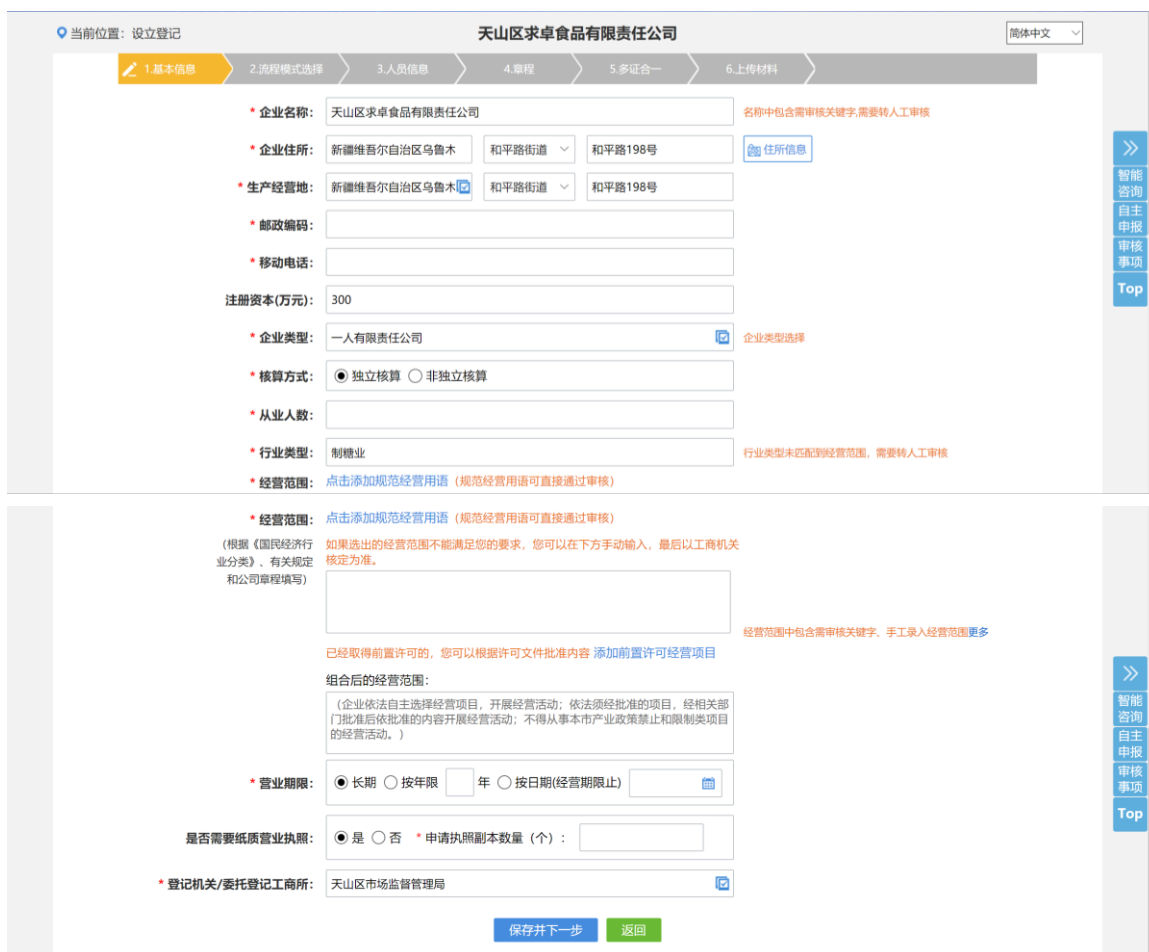 当前位置：设立登记
天山区求卓食品有限责任公司
简体中文
1.基本信息
2.流程模式选择
3.人员信息
4.章程
5.多证合一
6.上传材料
* 企业名称：
天山区求卓食品有限责任公司
名称中包含需审核关键字,需要转人工审核
* 企业住所：
新疆维吾尔自治区乌鲁木
和平路街道
和平路198号
住所信息
* 生产经营地：
新疆维吾尔自治区乌鲁木
和平路街道
和平路198号
* 邮政编码：
* 移动电话：
注册资本(万元)：
300
* 企业类型：
一人有限责任公司
企业类型选择
* 核算方式：
独立核算 非独立核算
* 从业人数：
* 行业类型：
制糖业
行业类型未匹配到经营范围，需要转人工审核
* 经营范围：
点击添加规范经营用语（规范经营用语可直接通过审核）
智能
咨询
自主
申报
审核
事项
Top
* 经营范围：
点击添加规范经营用语（规范经营用语可直接通过审核）
(根据《国民经济行
业分类》、有关规定
和公司章程填写)
如果选出的经营范围不能满足您的要求，您可以在下方手动输入，最后以工商机关
核定为准。
经营范围中包含需审核关键字、手工录入经营范围更多
已经取得前置许可的，您可以根据许可文件批准内容 添加前置许可经营项目
组合后的经营范围：
（企业依法自主选择经营项目，开展经营活动；依法须经批准的项目，经相关部
门批准后依批准的内容开展经营活动；不得从事本市产业政策禁止和限制类项目
的经营活动。）
* 营业期限：
长期 按年限 年 按日期(经营期限止)
是否需要纸质营业执照：
是 否 * 申请执照副本数量（个）:
* 登记机关/委托登记工商所：
天山区市场监督管理局
保存并下一步
返回
智能
咨询
自主
申报
审核
事项
Top